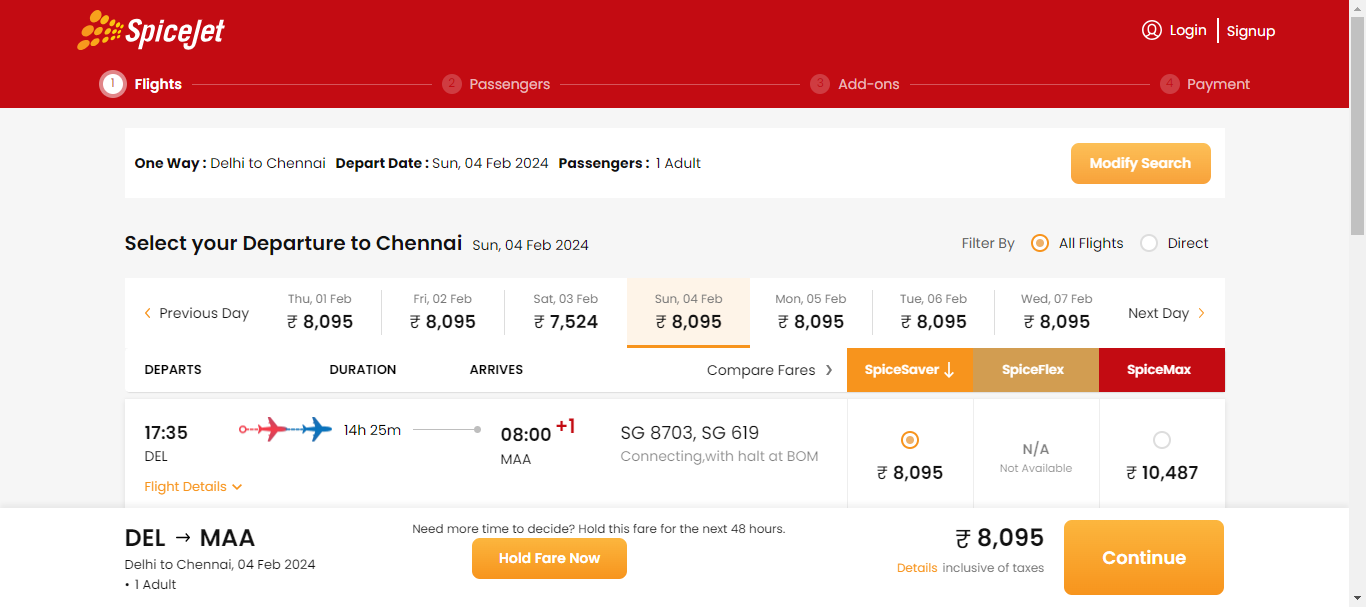 SpiceJet
Login Signup
1 Flights 2 Passengers 3 Add-ons 4 Payment
One Way : Delhi to Chennai Depart Date : Sun, 04 Feb 2024 Passengers : 1 Adult Modify Search
Select your Departure to Chennai Sun, 04 Feb 2024 Filter By All Flights Direct
Thu, 01 Feb Fri, 02 Feb Sat, 03 Feb Sun, 04 Feb Mon, 05 Feb Tue, 06 Feb Wed, 07 Feb
Previous Day ₹ 8,095 ₹ 8,095 ₹ 7,524 ₹ 8,095 ₹ 8,095 ₹ 8,095 ₹ 8,095 Next Day
DEPARTS DURATION ARRIVES Compare Fares SpiceSaver ↓ SpiceFlex SpiceMax
17:35 14h 25m 08:00 +1 SG 8703, SG 619
DEL MAA Connecting,with halt at BOM
₹ 8,095 N/A ₹ 10,487
Not Available
Flight Details
DEL → MAA
Delhi to Chennai, 04 Feb 2024
• 1 Adult
Need more time to decide? Hold this fare for the next 48 hours.
Hold Fare Now
₹ 8,095
Details inclusive of taxes
Continue